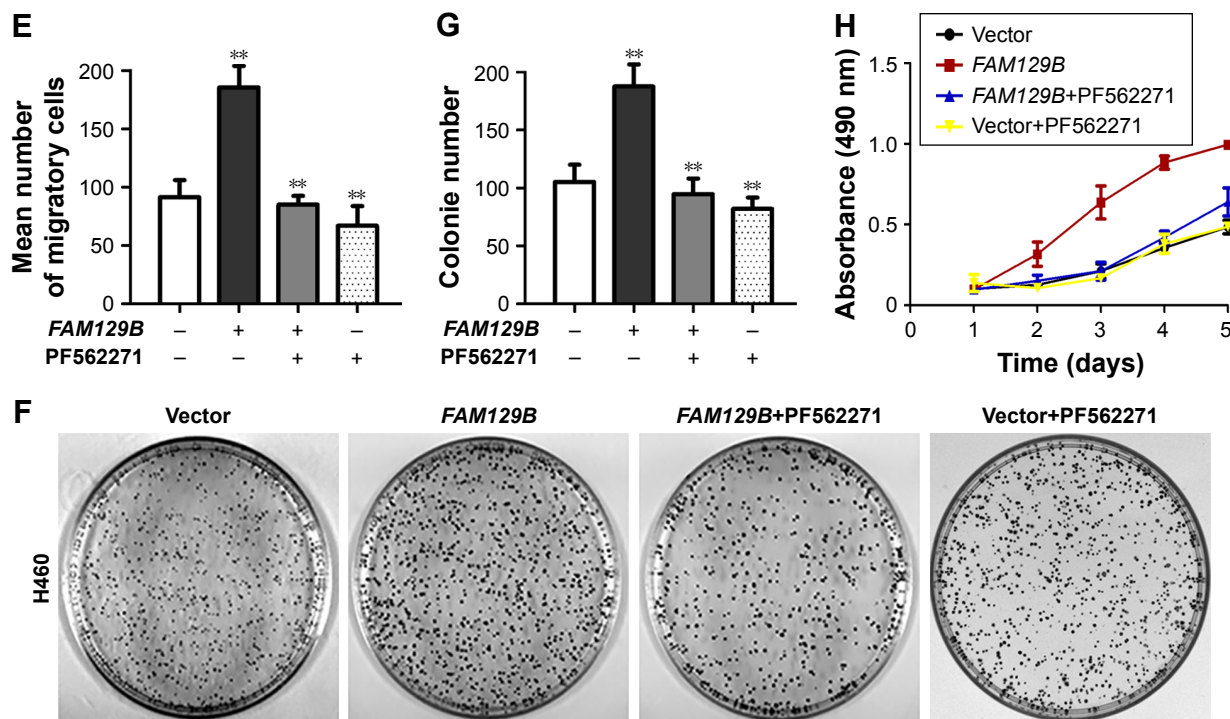 E
Mean number
of migratory cells
200
150
100
50
0
**
**
**
FAM129B – + + –
PF562271 – – + +
G
Colonie number
200
150
100
50
0
**
**
**
FAM129B – + + –
PF562271 – – + +
H
Vector
FAM129B
FAM129B+PF562271
Vector+PF562271
Absorbance (490 nm)
1.5
1.0
0.5
0 1 2 3 4 5
Time (days)
F
Vector FAM129B FAM129B+PF562271 Vector+PF562271
H460